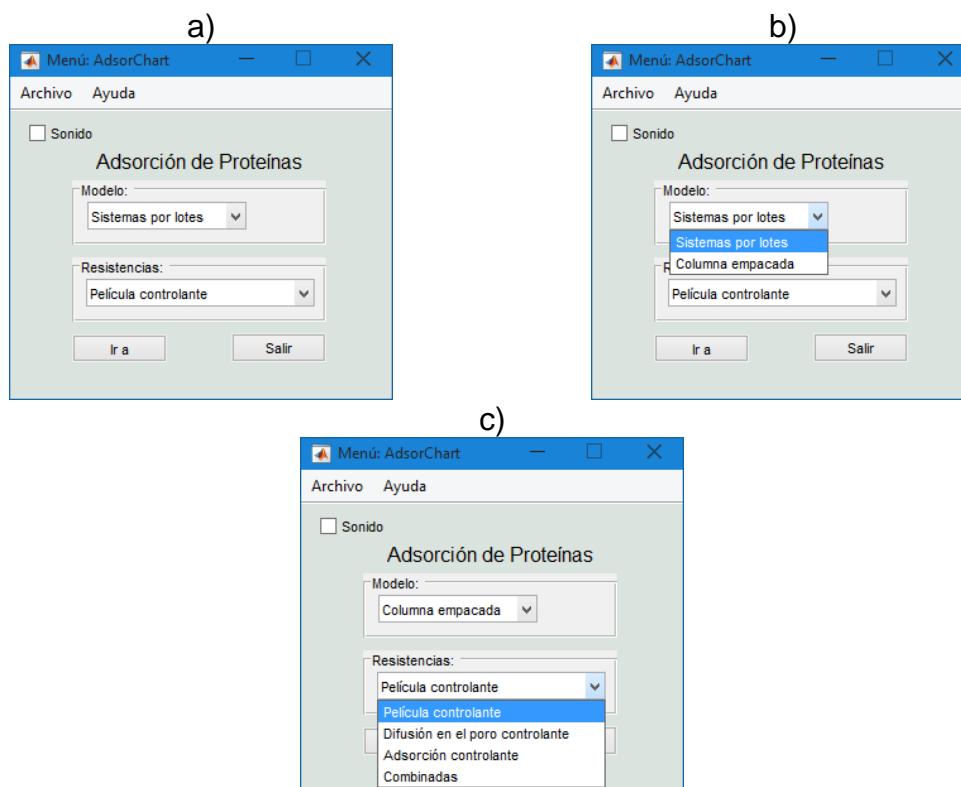 a)
Menú: AdsorChart
Archivo Ayuda
Sonido
Adsorción de Proteínas
Modelo:
Sistemas por lotes
Resistencias:
Película controlante
Ir a Salir
b)
Menú: AdsorChart
Archivo Ayuda
Sonido
Adsorción de Proteínas
Modelo:
Sistemas por lotes
Sistemas por lotes
Columna empacada
R
Película controlante
Ir a Salir
c)
Menú: AdsorChart
Archivo Ayuda
Sonido
Adsorción de Proteínas
Modelo:
Columna empacada
Resistencias:
Película controlante
Película controlante
Difusión en el poro controlante
Adsorción controlante
Combinadas